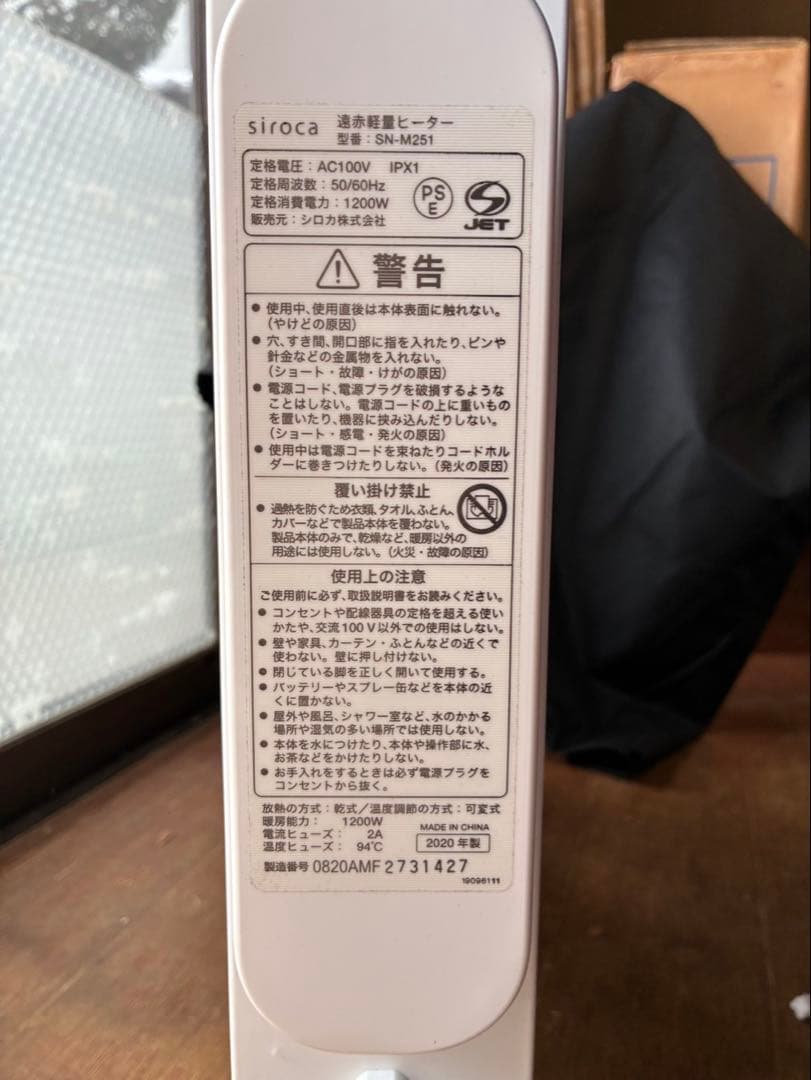 siroca 遠赤軽量ヒーター
型番：SN-M251
定格電圧：AC100V IPX1
定格周波数：50/60Hz
定格消費電力：1200W
販売元：シロカ株式会社
PS
E
JET
警告
● 使用中、使用直後は本体表面に触れない。
（やけどの原因）
● 穴、すき間、開口部に指を入れたり、ピンや
針金などの金属物を入れない。
（ショート・故障・けがの原因）
● 電源コード、電源プラグを破損するような
ことはしない。電源コードの上に重いもの
を置いたり、機器に挟み込んだりしない。
（ショート・感電・発火の原因）
● 使用中は電源コードを束ねたりコードホル
ダーに巻きつけたりしない。（発火の原因）
覆い掛け禁止
● 過熱を防ぐため衣類、タオル、ふとん、
カバーなどで製品本体を覆わない。
製品本体のみで、乾燥など、暖房以外の
用途には使用しない。（火災・故障の原因）
使用上の注意
ご使用前に必ず、取扱説明書をお読みください。
● コンセントや配線器具の定格を超える使い
かたや、交流100V以外での使用はしない。
● 壁や家具、カーテン・ふとんなどの近くで
使わない。壁に押し付けない。
● 閉じている脚を正しく開いて使用する。
● バッテリーやスプレー缶などを本体の近
くに置かない。
● 屋外や風呂、シャワー室など、水のかかる
場所や湿気の多い場所では使用しない。
● 本体を水につけたり、本体や操作部に水、
お茶などをかけたりしない。
● お手入れをするときは必ず電源プラグを
コンセントから抜く。
放熱の方式：乾式／温度調節の方式：可変式
暖房能力： 1200W
電流ヒューズ： 2A
温度ヒューズ： 94℃
MADE IN CHINA
2020年製
製造番号 0820AMF2731427
19096111